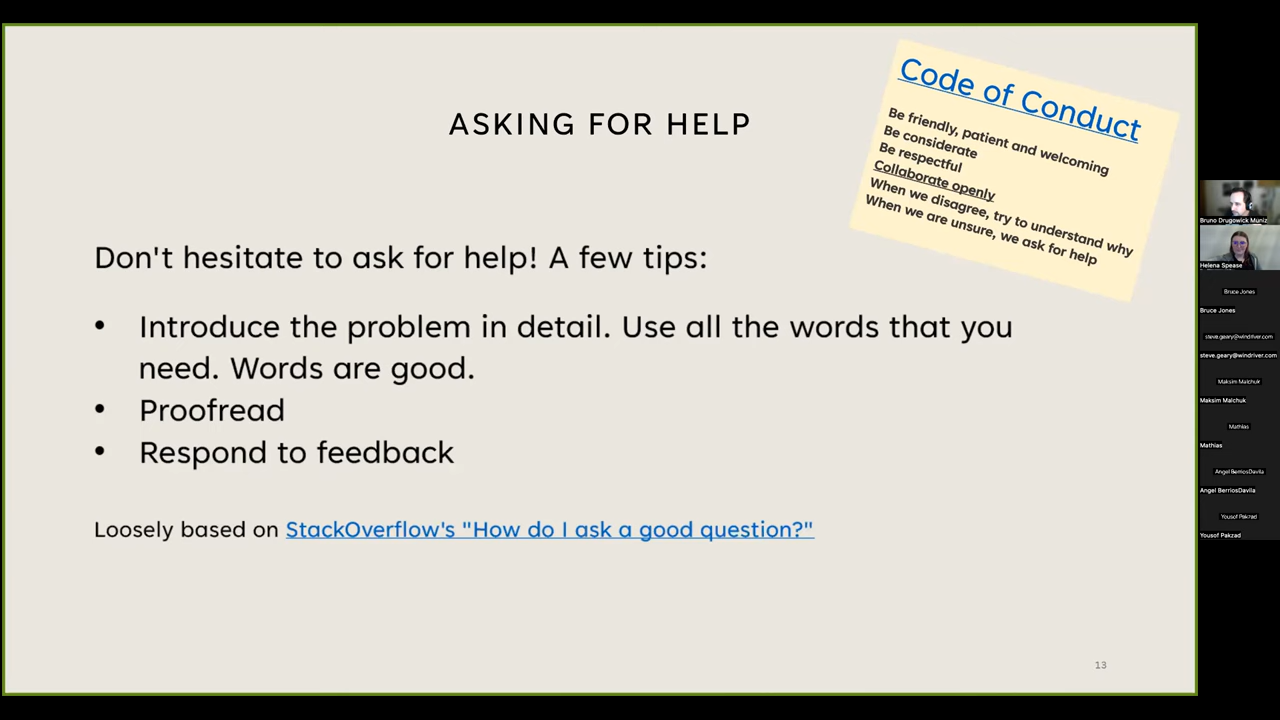 ASKING FOR HELP
Code of Conduct
Be friendly, patient and welcoming
Be considerate
Be respectful
Collaborate openly
When we disagree, try to understand why
When we are unsure, we ask for help
Don't hesitate to ask for help! A few tips:
• Introduce the problem in detail. Use all the words that you
need. Words are good.
• Proofread
• Respond to feedback
Loosely based on StackOverflow's "How do I ask a good question?"
13
Bruno Drugowick Muniz
Helena Spease
Bruce Jones
Bruce Jones
steve.geary@windriver.com
steve.geary@windriver.com
Maksim Malchuk
Maksim Malchuk
Mathias
Mathias
Angel BerriosDavila
Angel BerriosDavila
Yousof Pakzad
Yousof Pakzad